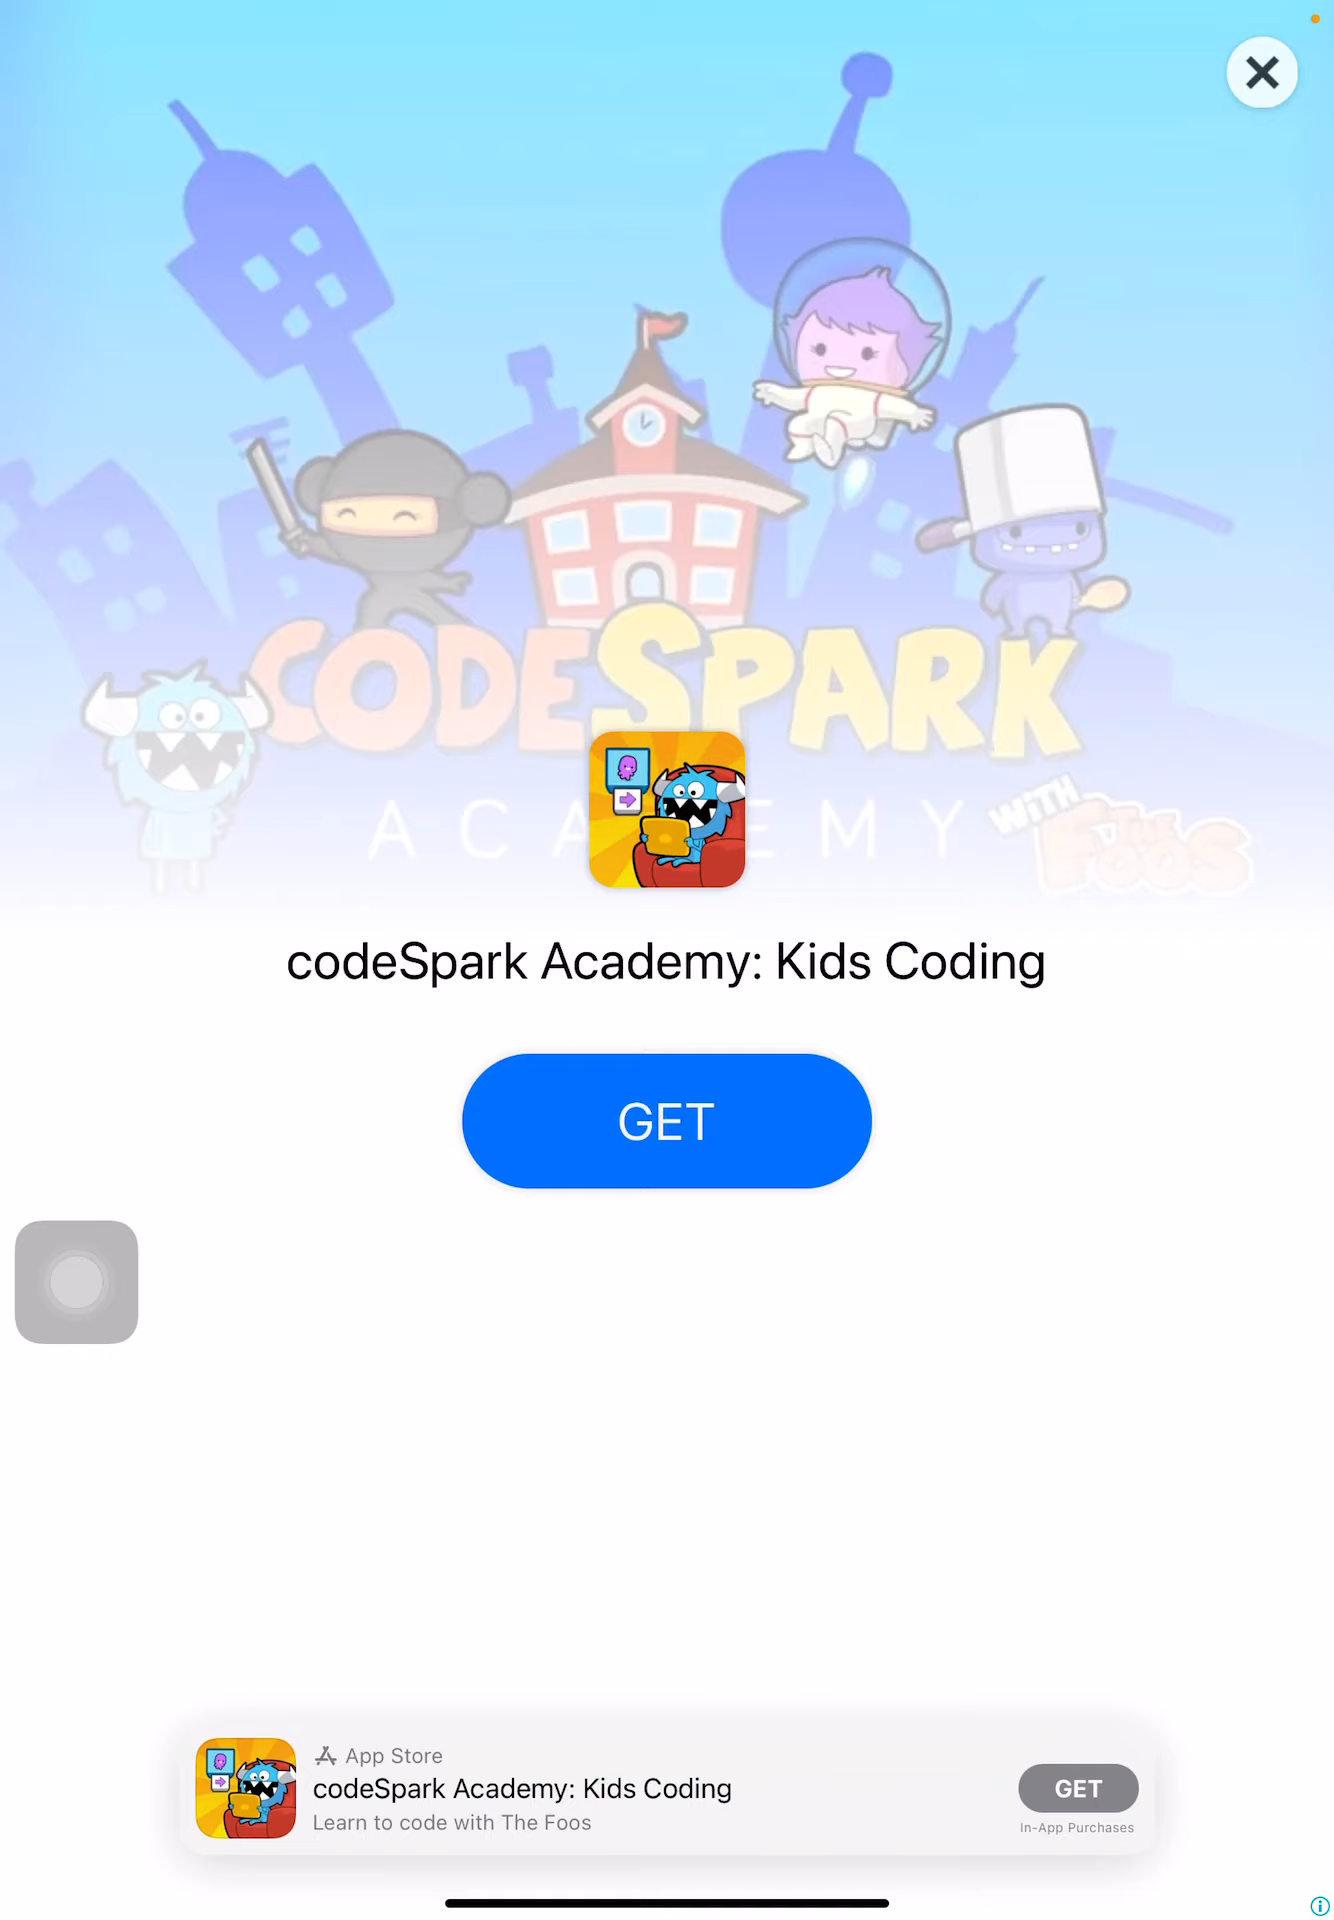 CODESPARK
ACADEMY
WITH
THE FOOS
codeSpark Academy: Kids Coding
GET
App Store
codeSpark Academy: Kids Coding
Learn to code with The Foos
GET
In-App Purchases